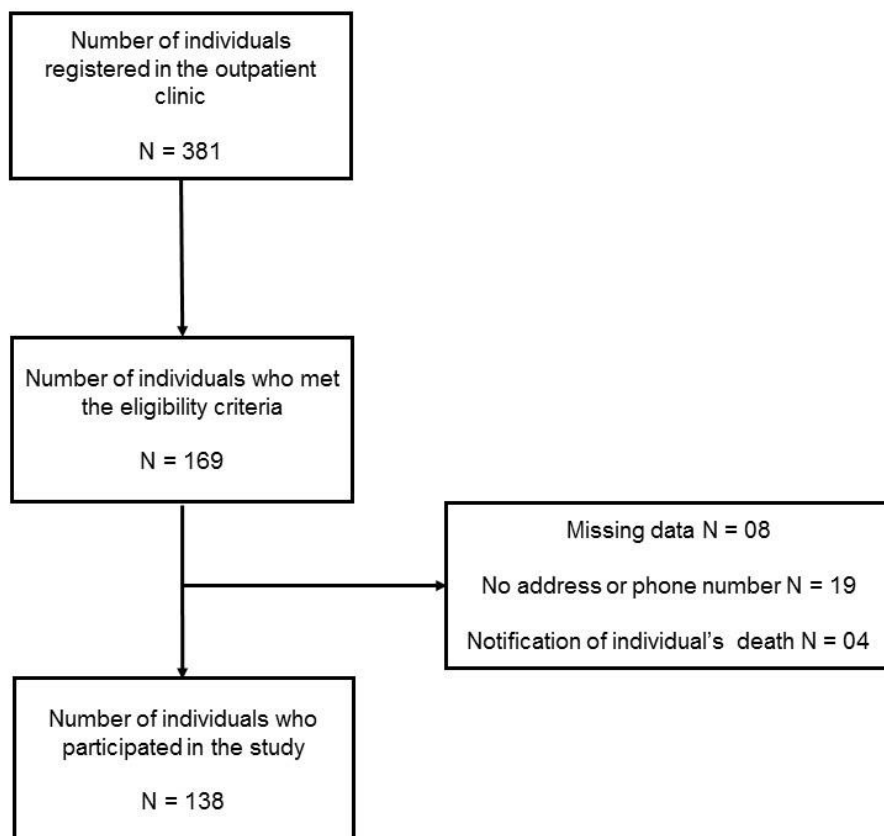 Number of individuals
registered in the outpatient
clinic
N = 381
Number of individuals who met
the eligibility criteria
N = 169
Missing data N = 08
No address or phone number N = 19
Notification of individual's death N = 04
Number of individuals who
participated in the study
N = 138